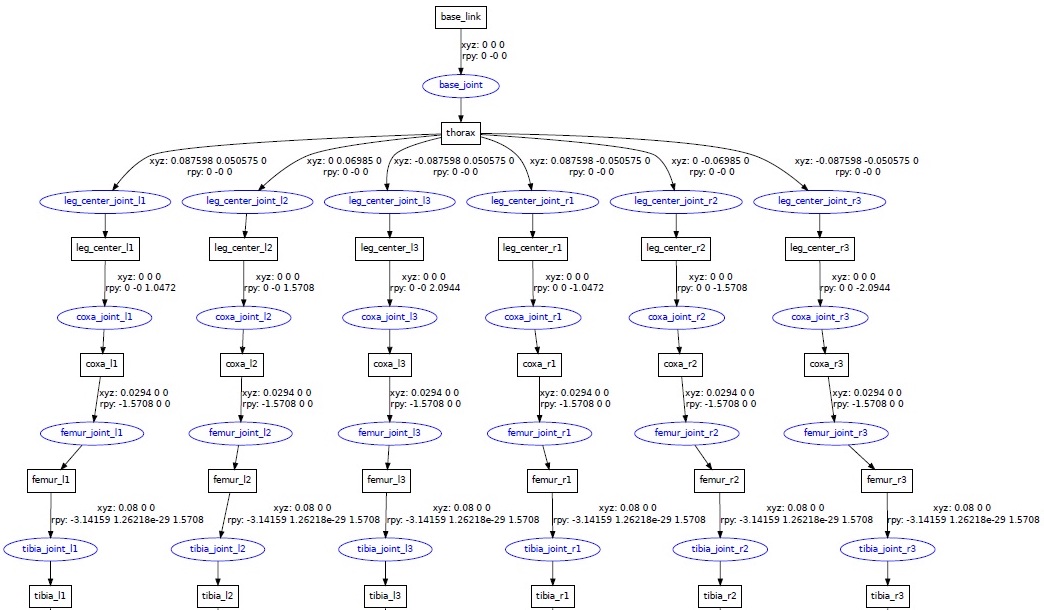 base_link
xyz: 0 0 0
rpy: 0 -0 0
base_joint
thorax
xyz: 0.087598 0.050575 0 xyz: 0 0.06985 0 xyz: -0.087598 0.050575 0 xyz: 0.087598 -0.050575 0 xyz: 0 -0.06985 0 xyz: -0.087598 -0.050575 0
rpy: 0 -0 0 rpy: 0 -0 0 rpy: 0 -0 0 rpy: 0 -0 0 rpy: 0 -0 0 rpy: 0 -0 0
leg_center_joint_l1 leg_center_joint_l2 leg_center_joint_l3 leg_center_joint_r1 leg_center_joint_r2 leg_center_joint_r3
leg_center_l1 leg_center_l2 leg_center_l3 leg_center_r1 leg_center_r2 leg_center_r3
xyz: 0 0 0 xyz: 0 0 0 xyz: 0 0 0 xyz: 0 0 0 xyz: 0 0 0 xyz: 0 0 0
rpy: 0 -0 1.0472 rpy: 0 -0 1.5708 rpy: 0 -0 2.0944 rpy: 0 0 -1.0472 rpy: 0 0 -1.5708 rpy: 0 0 -2.0944
coxa_joint_l1 coxa_joint_l2 coxa_joint_l3 coxa_joint_r1 coxa_joint_r2 coxa_joint_r3
coxa_l1 coxa_l2 coxa_l3 coxa_r1 coxa_r2 coxa_r3
xyz: 0.0294 0 0 xyz: 0.0294 0 0 xyz: 0.0294 0 0 xyz: 0.0294 0 0 xyz: 0.0294 0 0 xyz: 0.0294 0 0
rpy: -1.5708 0 0 rpy: -1.5708 0 0 rpy: -1.5708 0 0 rpy: -1.5708 0 0 rpy: -1.5708 0 0 rpy: -1.5708 0 0
femur_joint_l1 femur_joint_l2 femur_joint_l3 femur_joint_r1 femur_joint_r2 femur_joint_r3
femur_l1 femur_l2 femur_l3 femur_r1 femur_r2 femur_r3
xyz: 0.08 0 0 xyz: 0.08 0 0 xyz: 0.08 0 0 xyz: 0.08 0 0 xyz: 0.08 0 0 xyz: 0.08 0 0
rpy: -3.14159 1.26218e-29 1.5708 rpy: -3.14159 1.26218e-29 1.5708 rpy: -3.14159 1.26218e-29 1.5708 rpy: -3.14159 1.26218e-29 1.5708 rpy: -3.14159 1.26218e-29 1.5708 rpy: -3.14159 1.26218e-29 1.5708
tibia_joint_l1 tibia_joint_l2 tibia_joint_l3 tibia_joint_r1 tibia_joint_r2 tibia_joint_r3
tibia_l1 tibia_l2 tibia_l3 tibia_r1 tibia_r2 tibia_r3